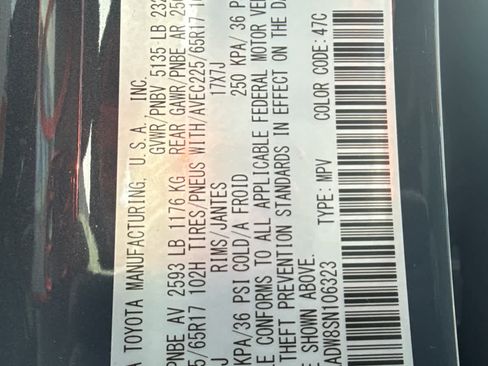 TOYOTA MANUFACTURING, U.S.A. INC.
GVWR/PNBV 5135 LB
PNBE AV 2593 LB 1176 KG REAR GAWR/PNBE AR
5/65R17 102H TIRES/PNEUS WITH/AVEC225/65R17
RIMS/JANTES 17X7J
KPA/36 PSI COLD/A FROID 250 KPA/36
CONFORMS TO ALL APPLICABLE FEDERAL MOTOR
THEFT PREVENTION STANDARDS IN EFFECT ON THE
SHOWN ABOVE.
ADW8SN106323 TYPE: MPV COLOR CODE: 47C